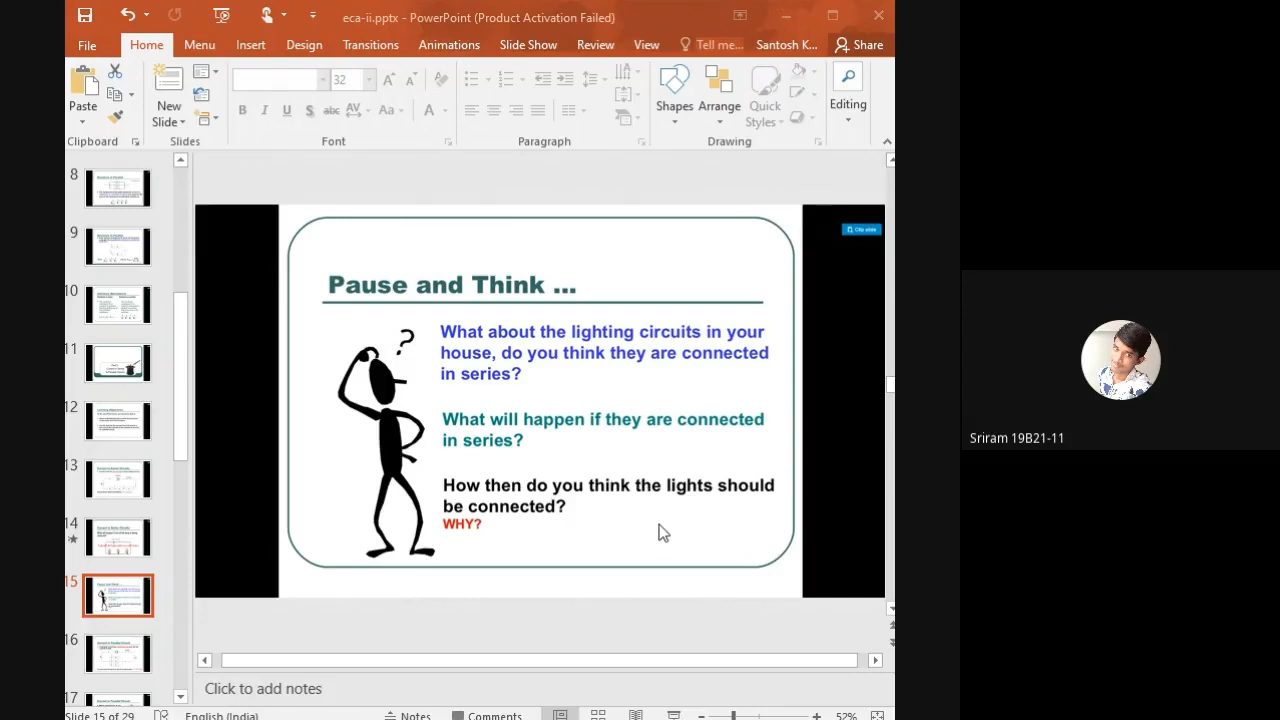 eca-ii.pptx - PowerPoint (Product Activation Failed)
File Home Menu Insert Design Transitions Animations Slide Show Review View Tell me... Santosh K... Share
Paste New Slide 32 Shapes Arrange Quick Styles Editing
B I U S abc AV Aa A
Clipboard Slides Font Paragraph Drawing
8
9
10
11
12
13
14
15
16
17
Clip slide
Pause and Think ...
?
What about the lighting circuits in your
house, do you think they are connected
in series?
What will happen if they are connected
in series?
How then do you think the lights should
be connected?
WHY?
Click to add notes
Slide 15 of 29 English (India) Notes Comments 52%
Sriram 19B21-11